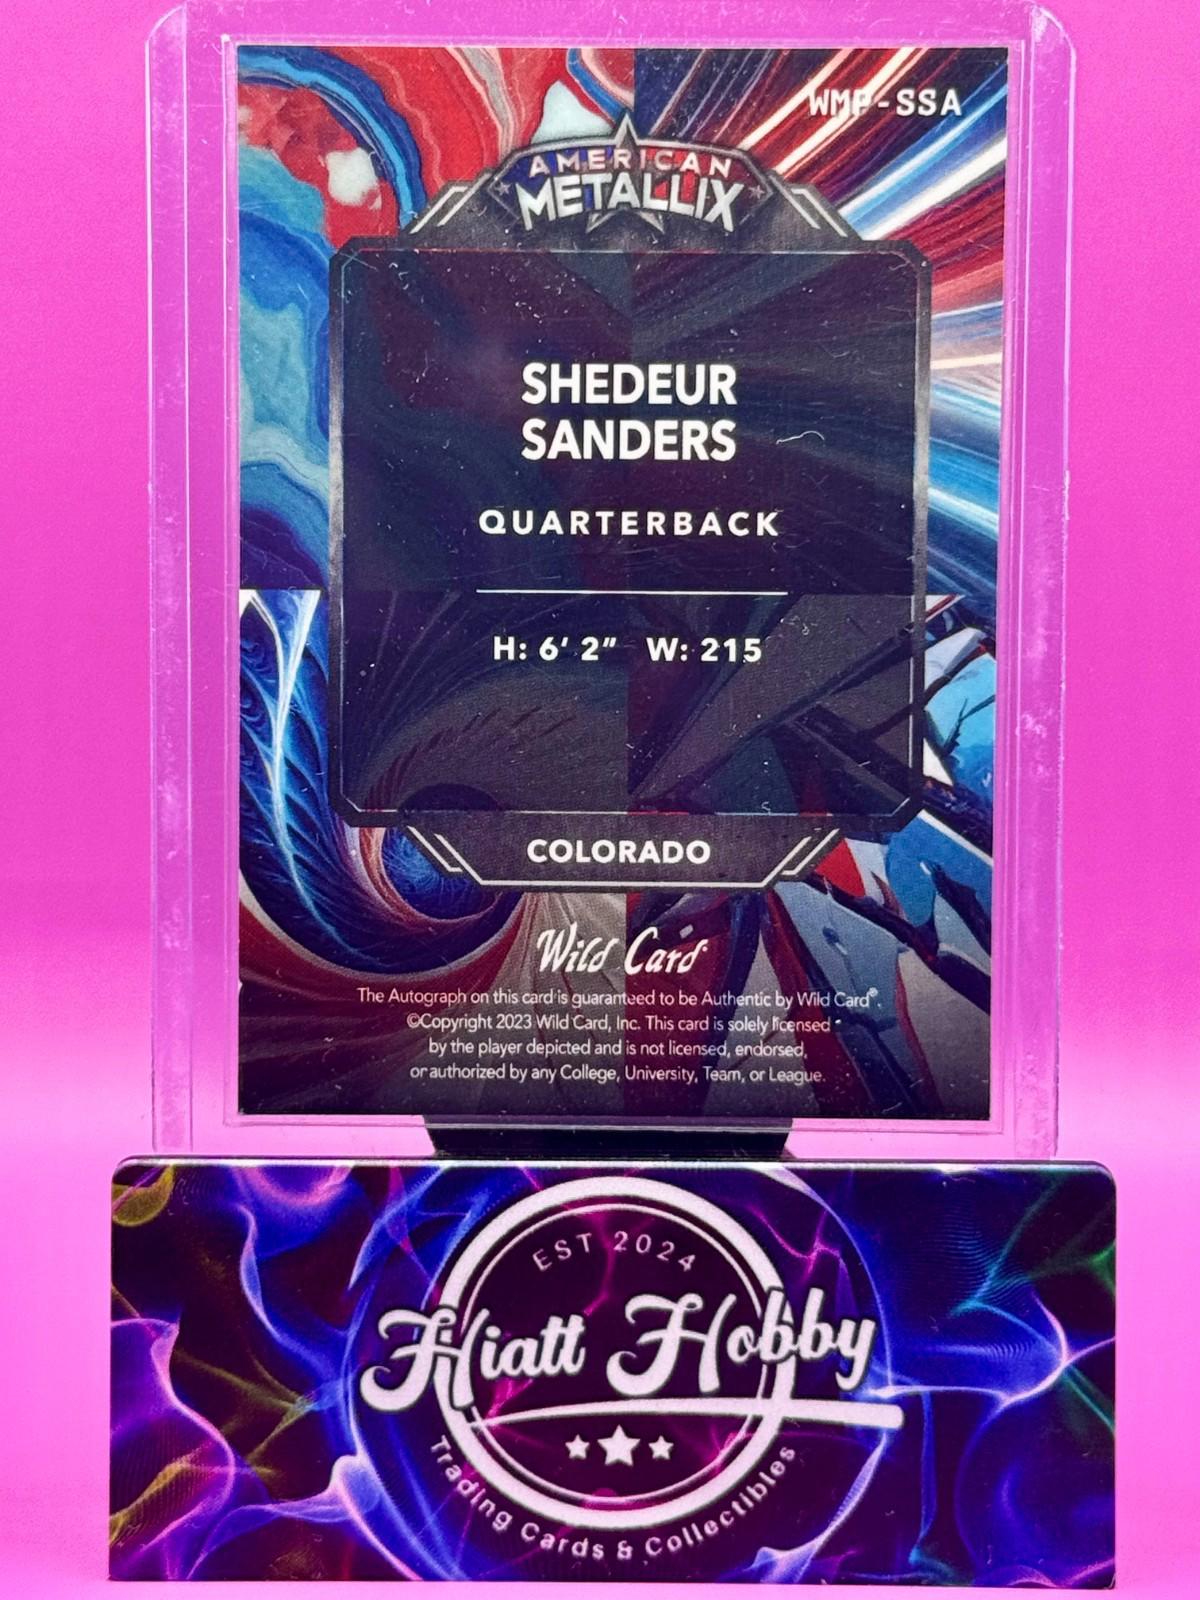 WMP-SSA
AMERICAN
METALLIX
SHEDEUR
SANDERS
QUARTERBACK
H: 6' 2" W: 215
COLORADO
Wild Card
The Autograph on this card is guaranteed to be Authentic by Wild Card®.
©Copyright 2023 Wild Card, Inc. This card is solely licensed
by the player depicted and is not licensed, endorsed,
or authorized by any College, University, Team, or League.
EST 2024
Hiatt Hobby
Trading Cards & Collectibles